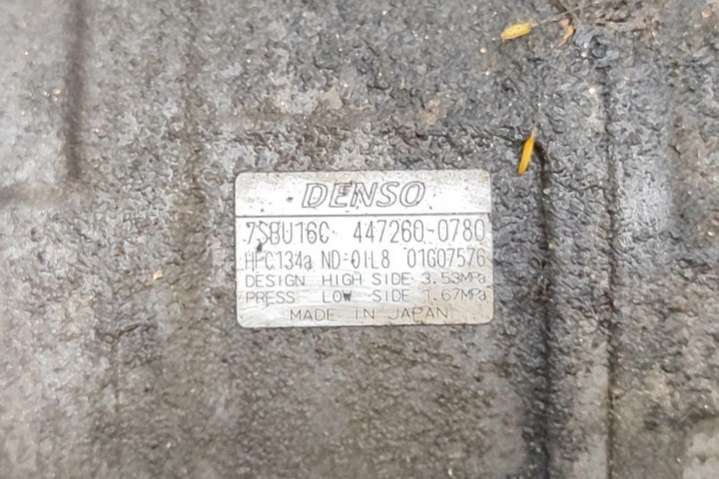 DENSO
7SBU16C 447260-0780
HFC134a ND-OIL8 01G07576
DESIGN HIGH SIDE 3.53MPa
PRESS LOW SIDE 1.67MPa
MADE IN JAPAN